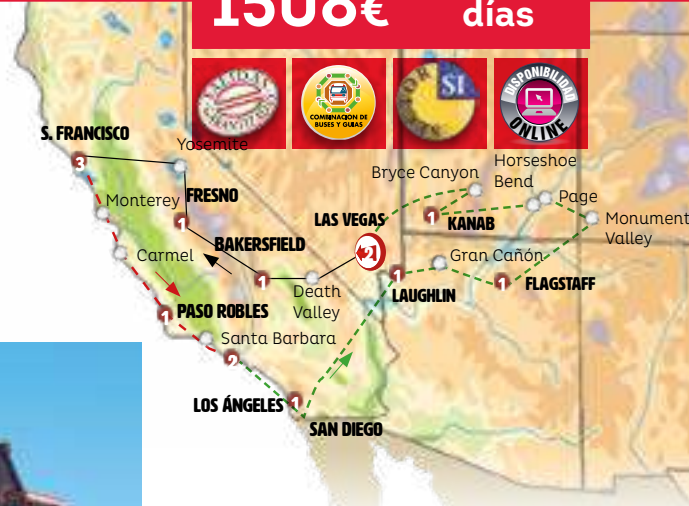 1508€
días
COMBINACION DE
BUSES Y GUIAS
SI
DISPONIBILIDAD
ONLINE
S. FRANCISCO
3
Yosemite
Monterey
FRESNO
1
Carmel
BAKERSFIELD
1
Death
Valley
LAS VEGAS
2
Bryce Canyon
Horseshoe
Bend
Page
1
KANAB
Monument
Valley
Gran Cañón
1
LAUGHLIN
1
FLAGSTAFF
1
PASO ROBLES
Santa Barbara
2
LOS ÁNGELES
1
SAN DIEGO